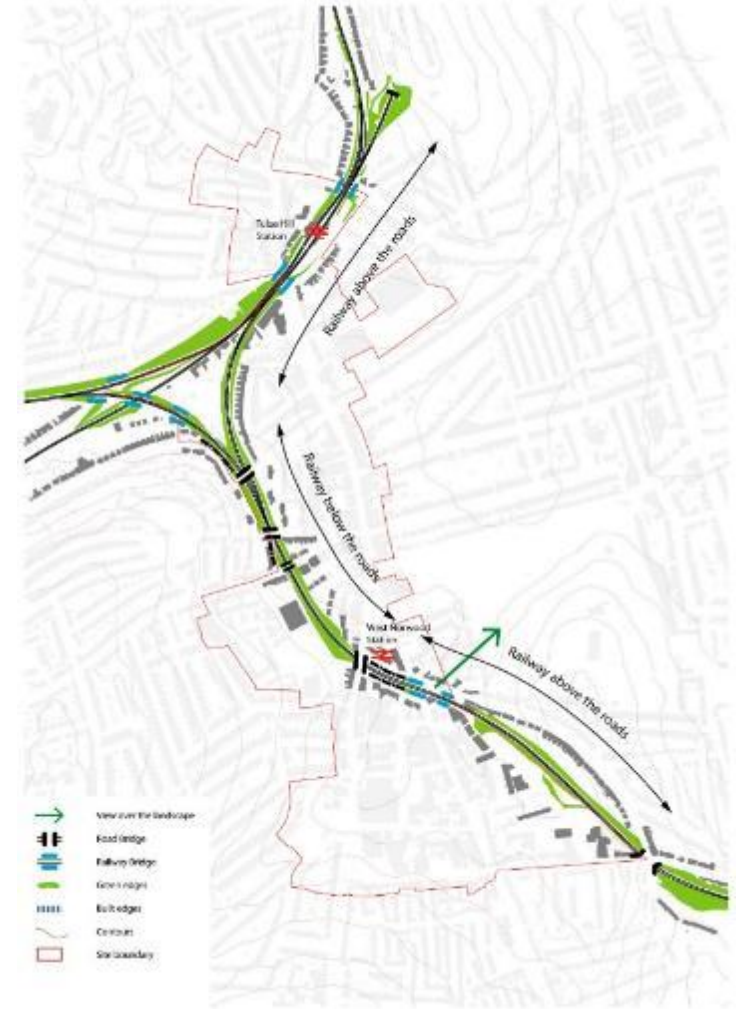 Tulse Hill
Station
Railway above the roads
Railway below the roads
West Norwood
Station
Railway above the roads
View over the landscape
Road Bridge
Railway Bridge
Green edges
Built edges
Contours
Site boundary